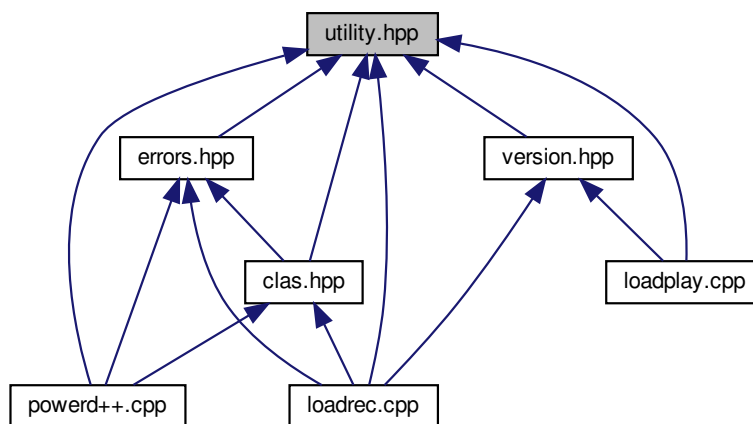 utility.hpp
errors.hpp
version.hpp
clas.hpp
loadplay.cpp
powerd++.cpp
loadrec.cpp